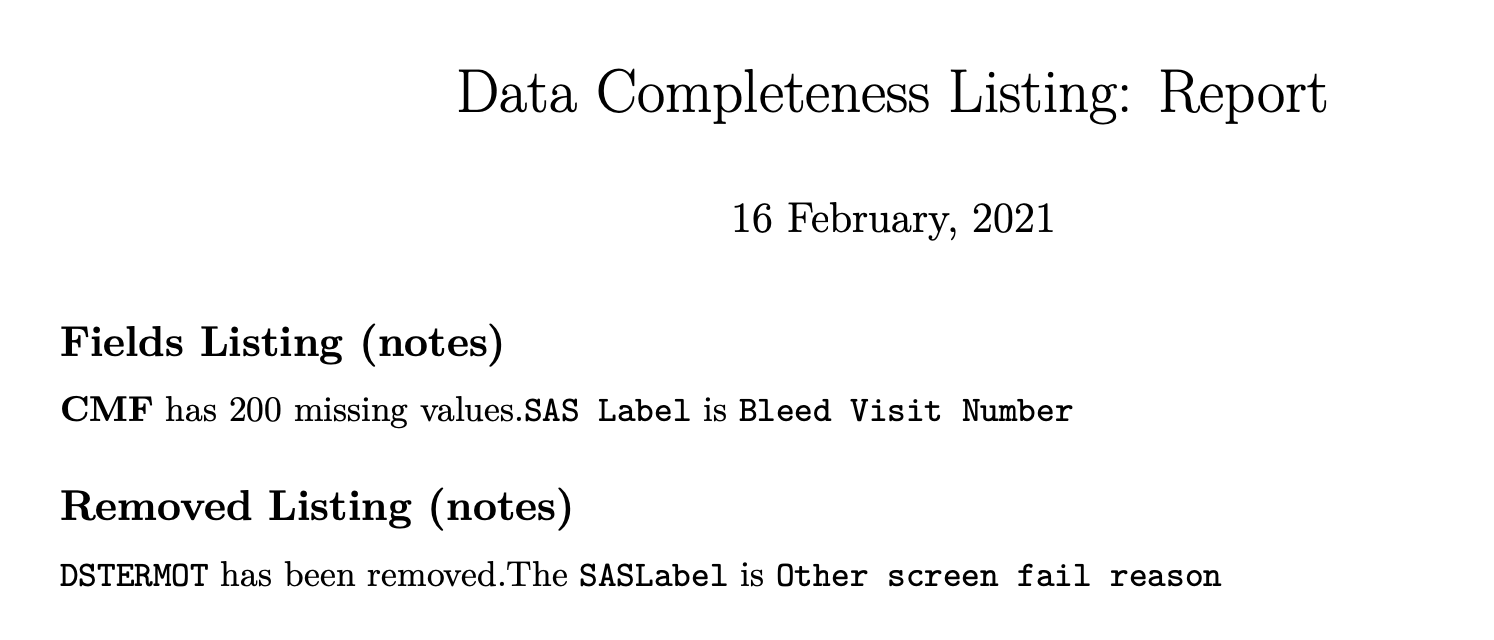 Data Completeness Listing: Report
16 February, 2021
Fields Listing (notes)
CMF has 200 missing values.SAS Label is Bleed Visit Number
Removed Listing (notes)
DSTERMOT has been removed.The SASLabel is Other screen fail reason